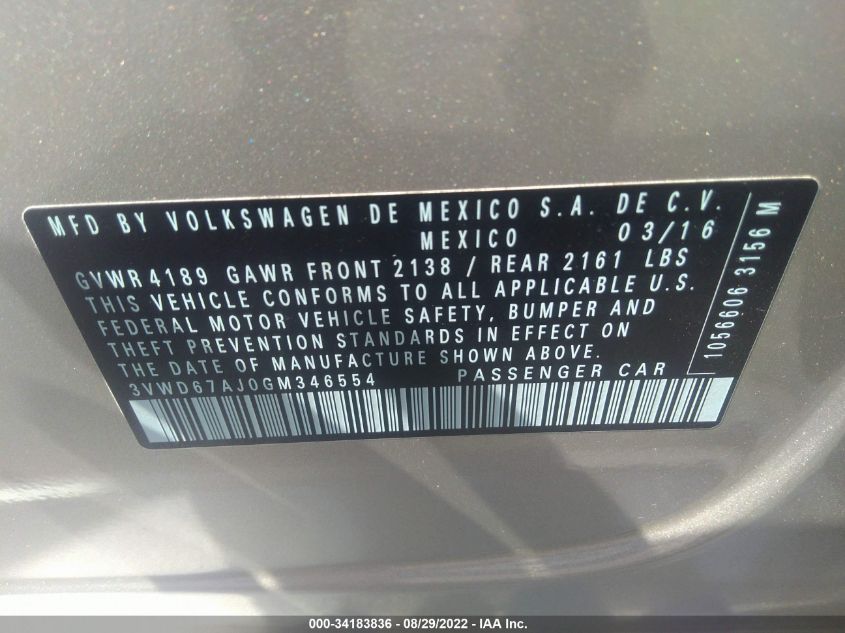 MFD BY VOLKSWAGEN DE MEXICO S.A. DE C.V.
MEXICO 03/16
GVWR 4189 GAWR FRONT 2138 / REAR 2161 LBS
THIS VEHICLE CONFORMS TO ALL APPLICABLE U.S.
FEDERAL MOTOR VEHICLE SAFETY, BUMPER AND
THEFT PREVENTION STANDARDS IN EFFECT ON
THE DATE OF MANUFACTURE SHOWN ABOVE.
3VWD67AJ0GM346554 PASSENGER CAR
1056606 3156 M
000-34183836 - 08/29/2022 - IAA Inc.